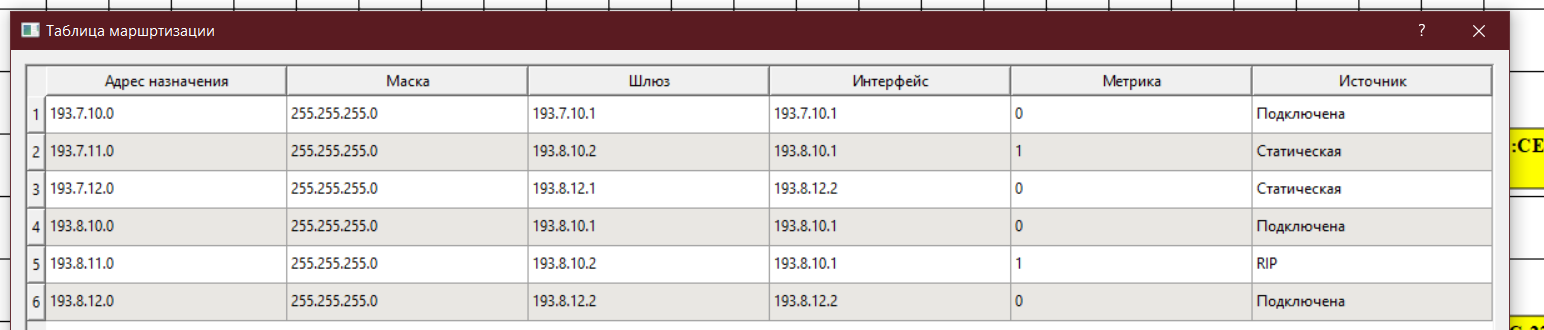 Таблица маршртизации
?
Адрес назначения Маска Шлюз Интерфейс Метрика Источник
1 193.7.10.0 255.255.255.0 193.7.10.1 193.7.10.1 0 Подключена
2 193.7.11.0 255.255.255.0 193.8.10.2 193.8.10.1 1 Статическая
:CE
3 193.7.12.0 255.255.255.0 193.8.12.1 193.8.12.2 0 Статическая
4 193.8.10.0 255.255.255.0 193.8.10.1 193.8.10.1 0 Подключена
5 193.8.11.0 255.255.255.0 193.8.10.2 193.8.10.1 1 RIP
6 193.8.12.0 255.255.255.0 193.8.12.2 193.8.12.2 0 Подключена